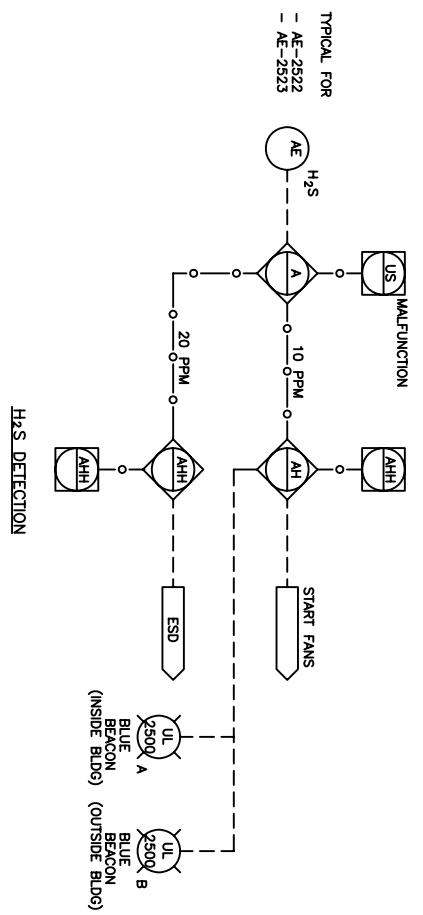 TYPICAL FOR
- AE-2522
- AE-2523
AE
H2S
US
MALFUNCTION
A
10 PPM
20 PPM
AHH
AH
START FANS
AHH
AHH
ESD
UL
2500
A
BLUE
BEACON
(INSIDE BLDG)
UL
2500
B
BLUE
BEACON
(OUTSIDE BLDG)
H2S DETECTION